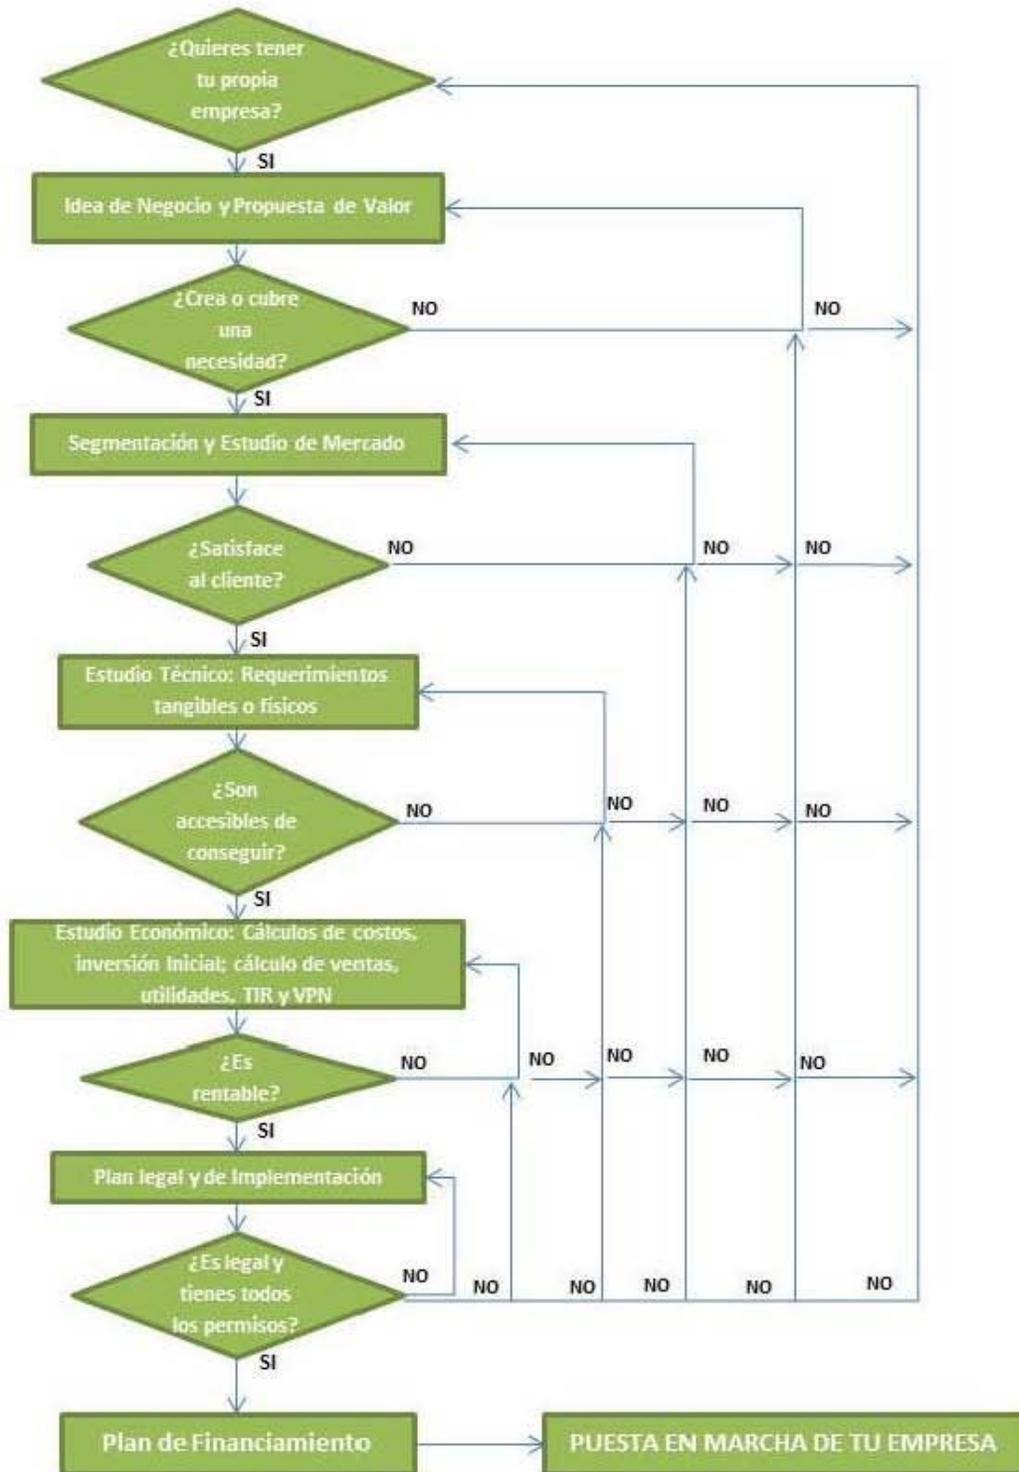 ¿Quieres tener
tu propia
empresa?
SI
Idea de Negocio y Propuesta de Valor
¿Crea o cubre
una
necesidad?
NO
NO
SI
Segmentación y Estudio de Mercado
¿Satisface
al cliente?
NO
NO
NO
SI
Estudio Técnico: Requerimientos
tangibles o físicos
¿Son
accesibles de
conseguir?
NO
NO
NO
NO
SI
Estudio Económico: Cálculos de costos,
inversión Inicial; cálculo de ventas,
utilidades, TIR y VPN
¿Es
rentable?
NO
NO
NO
NO
NO
SI
Plan legal y de Implementación
¿Es legal y
tienes todos
los permisos?
NO
NO
NO
NO
NO
NO
SI
Plan de Financiamiento
PUESTA EN MARCHA DE TU EMPRESA